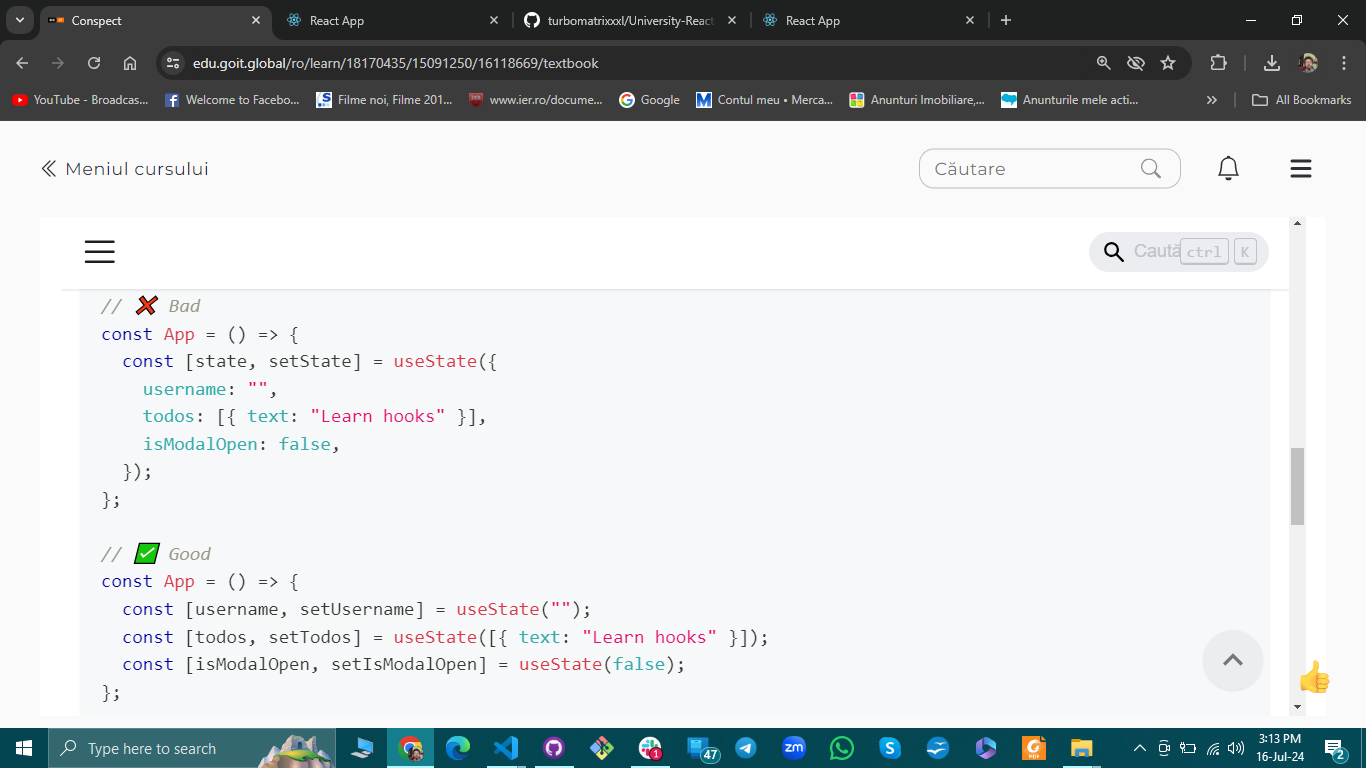 Conspect
React App
turbomatrixxxl/University-React
React App
edu.goit.global/ro/learn/18170435/15091250/16118669/textbook
YouTube - Broadcas...
Welcome to Facebo...
Filme noi, Filme 201...
www.ier.ro/docume...
Google
Contul meu • Merca...
Anunturi Imobiliare,...
Anunturile mele acti...
All Bookmarks
Meniul cursului
Căutare
Caută
ctrl
K
// ❌ Bad
const App = () => {
const [state, setState] = useState({
username: "",
todos: [{ text: "Learn hooks" }],
isModalOpen: false,
});
};
// ✅ Good
const App = () => {
const [username, setUsername] = useState("");
const [todos, setTodos] = useState([{ text: "Learn hooks" }]);
const [isModalOpen, setIsModalOpen] = useState(false);
};
Type here to search
1
47
zm
3:13 PM
16-Jul-24
2